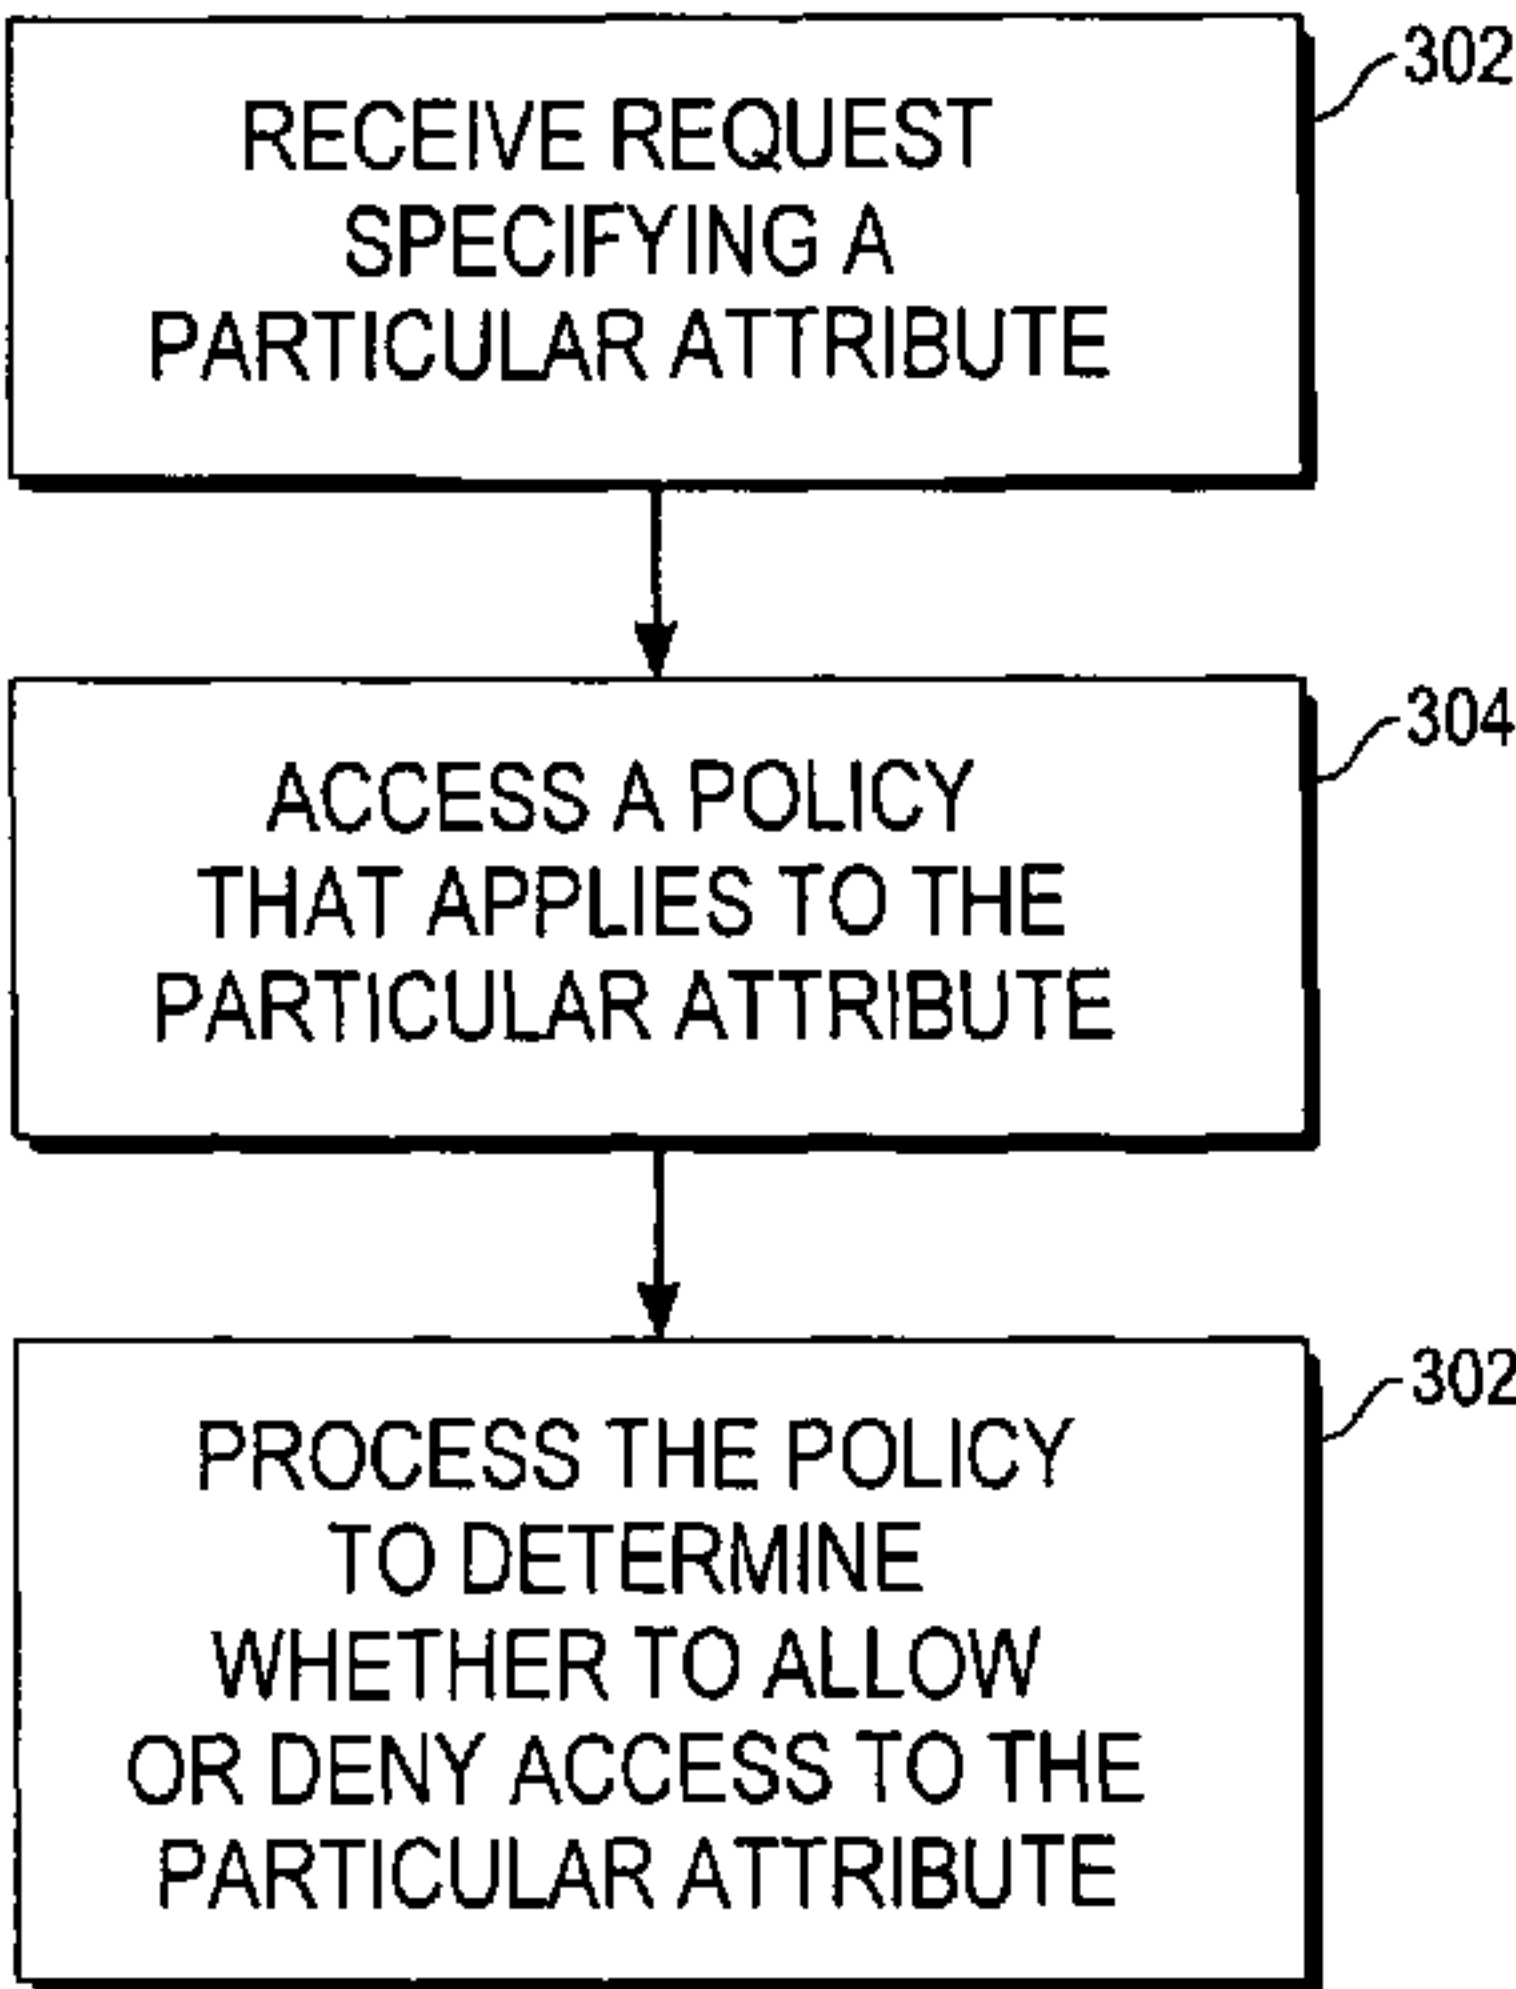 302
RECEIVE REQUEST
SPECIFYING A
PARTICULAR ATTRIBUTE
304
ACCESS A POLICY
THAT APPLIES TO THE
PARTICULAR ATTRIBUTE
302
PROCESS THE POLICY
TO DETERMINE
WHETHER TO ALLOW
OR DENY ACCESS TO THE
PARTICULAR ATTRIBUTE